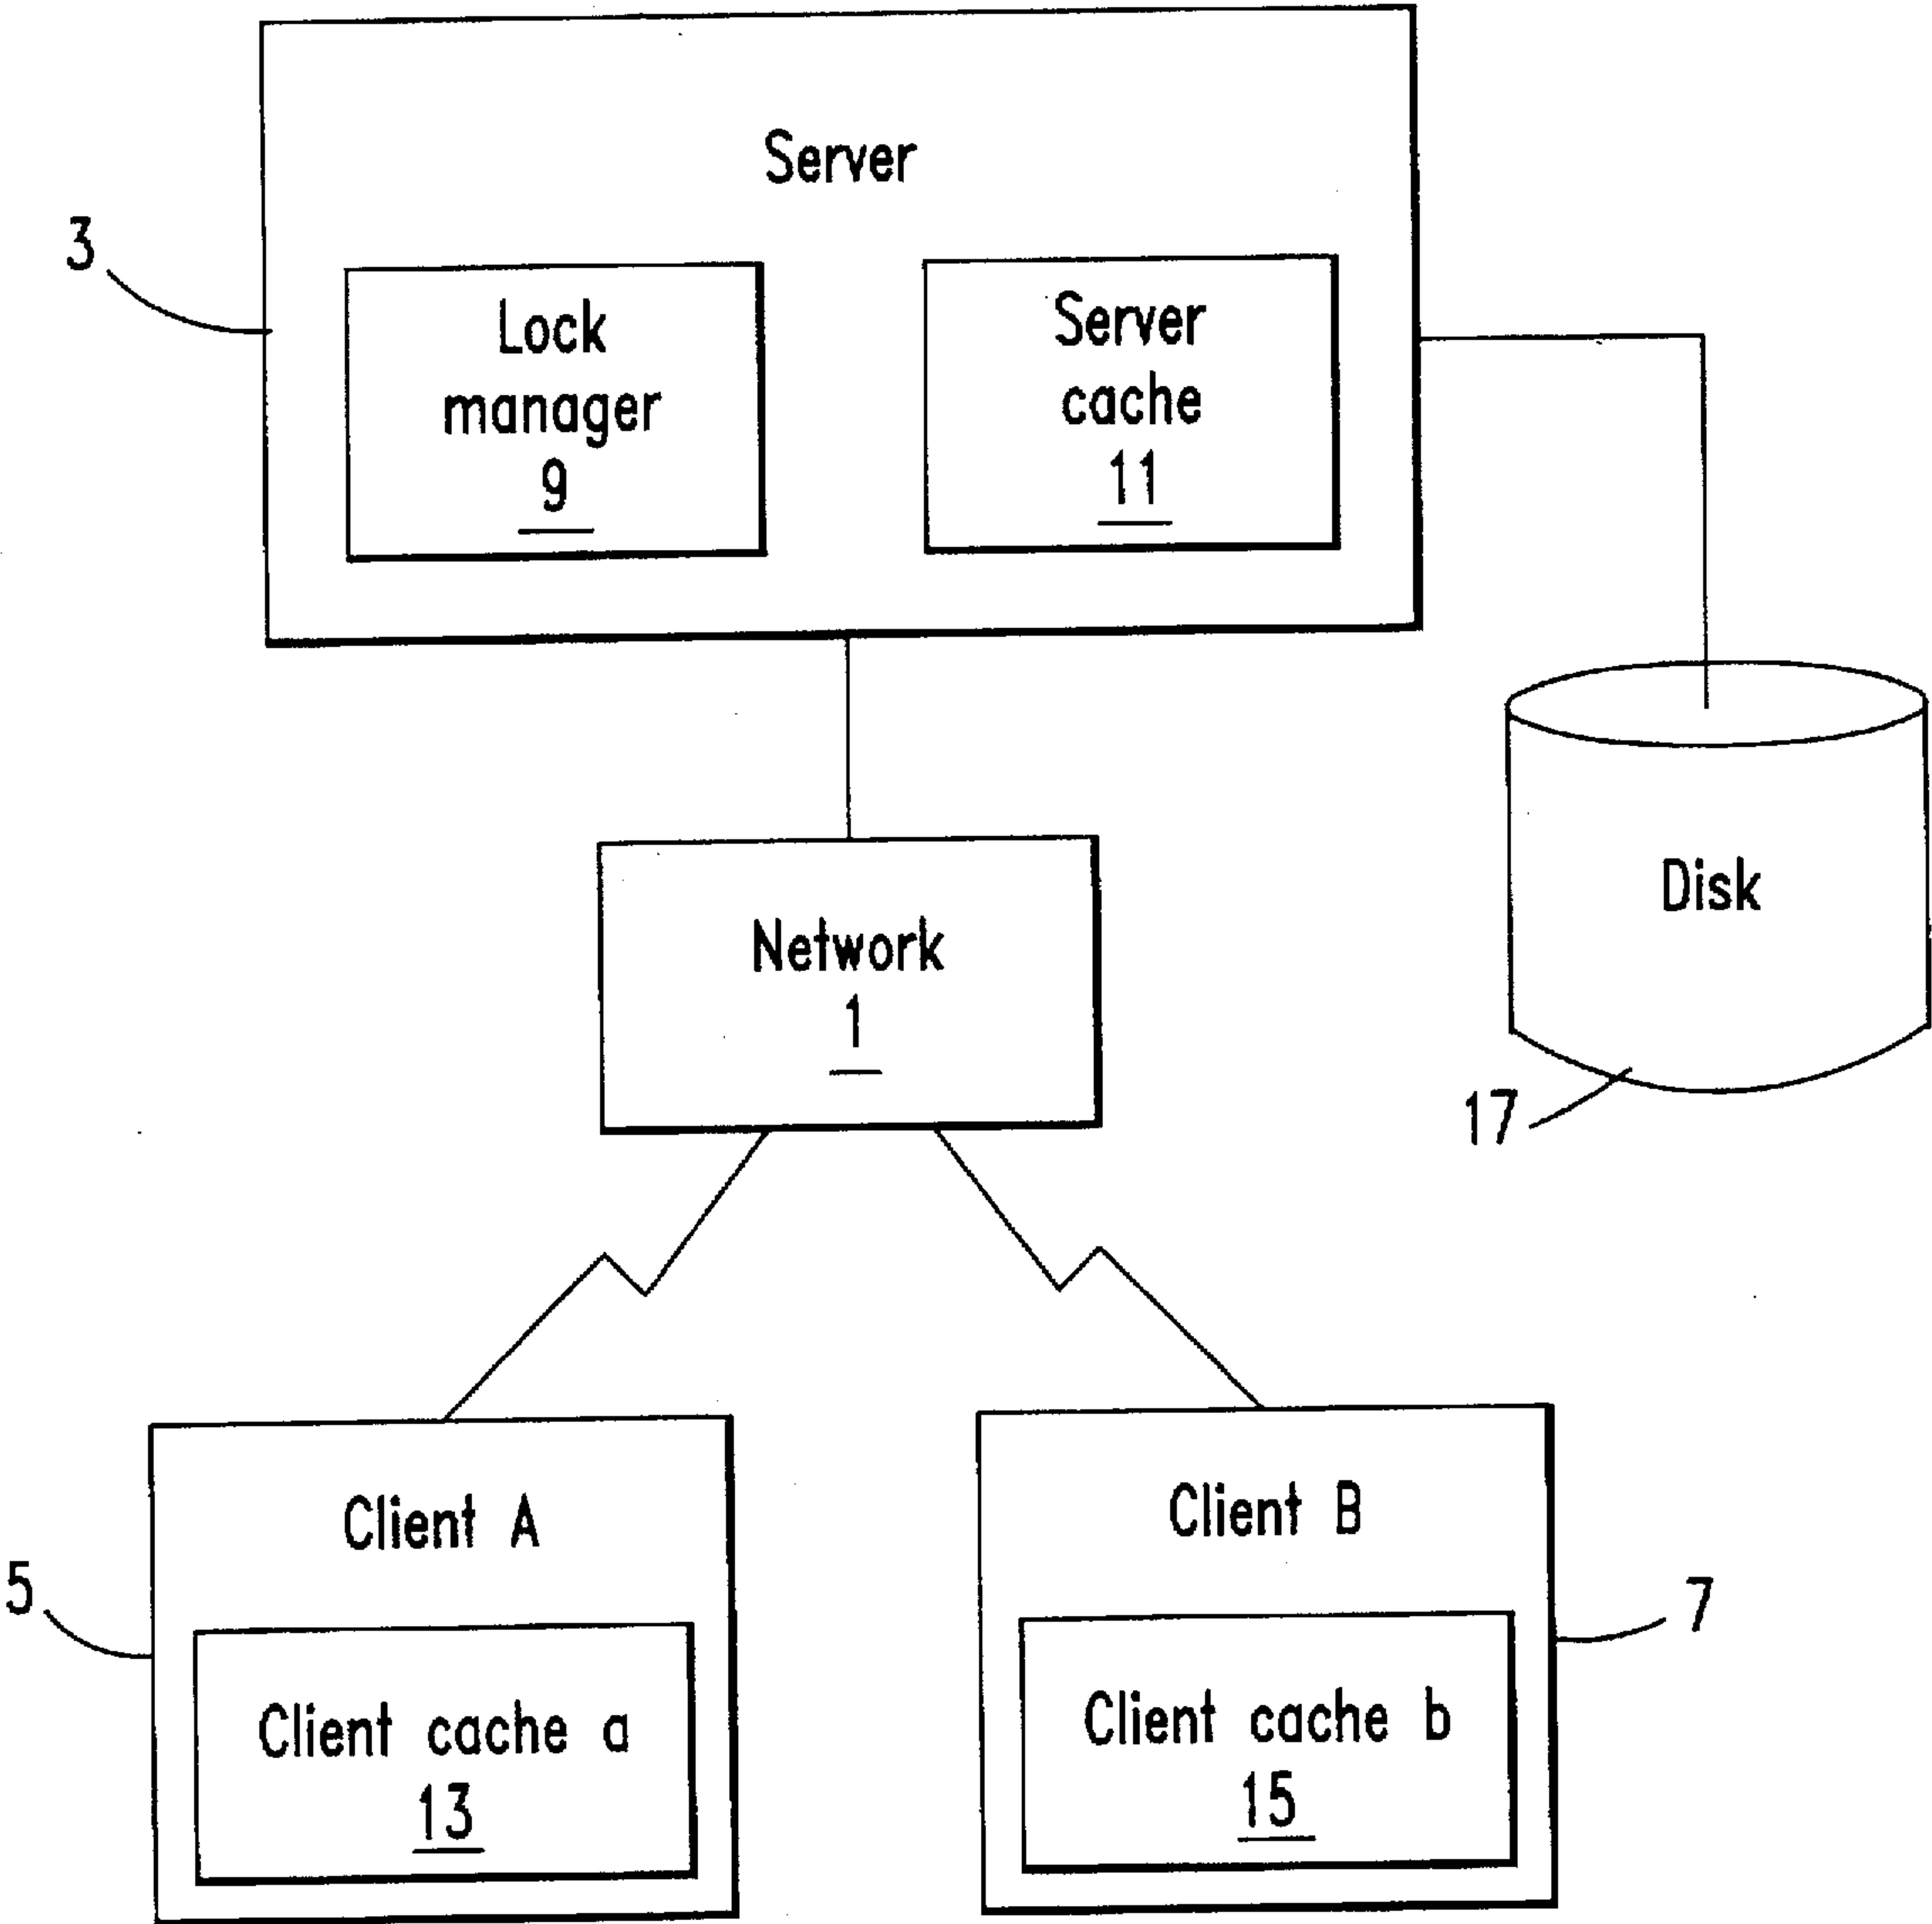 Server
3
Lock
manager
9
Server
cache
11
Network
1
Disk
17
Client A
5
Client cache a
13
Client B
7
Client cache b
15